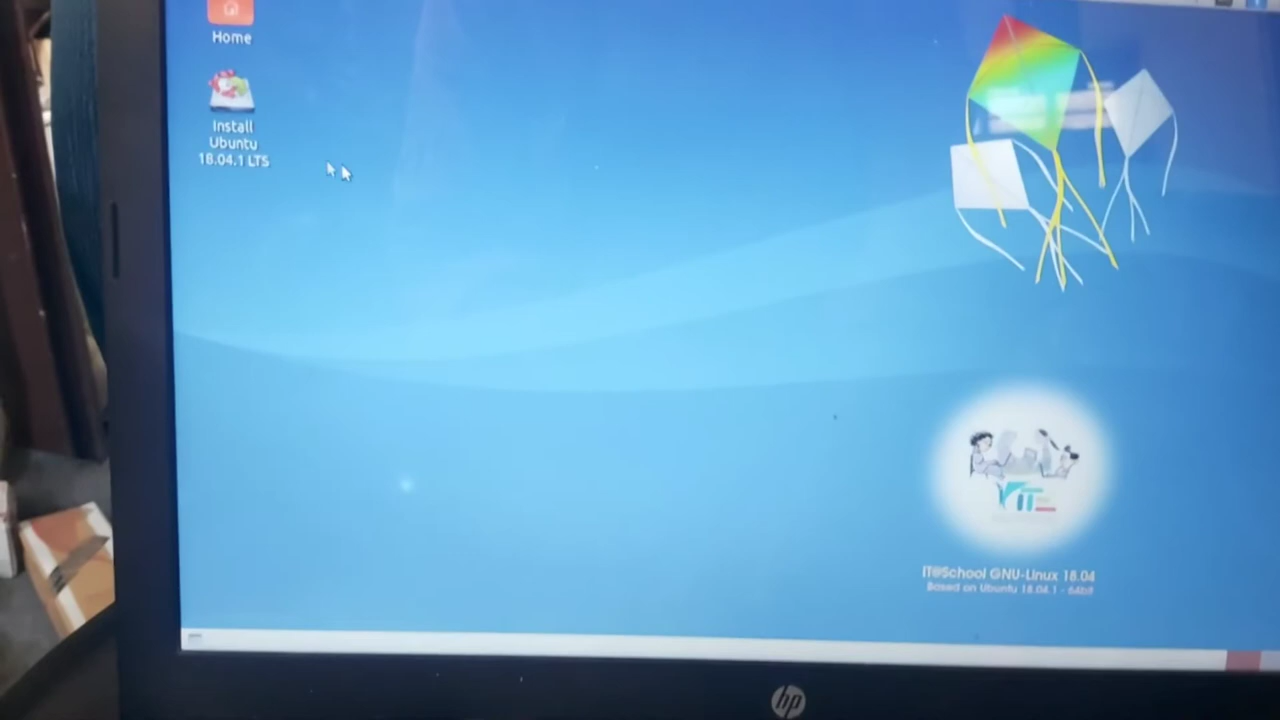 Home
Install
Ubuntu
18.04.1 LTS
IT@School GNU-Linux 18.04
Based on Ubuntu 18.04.1 - 64bit
hp